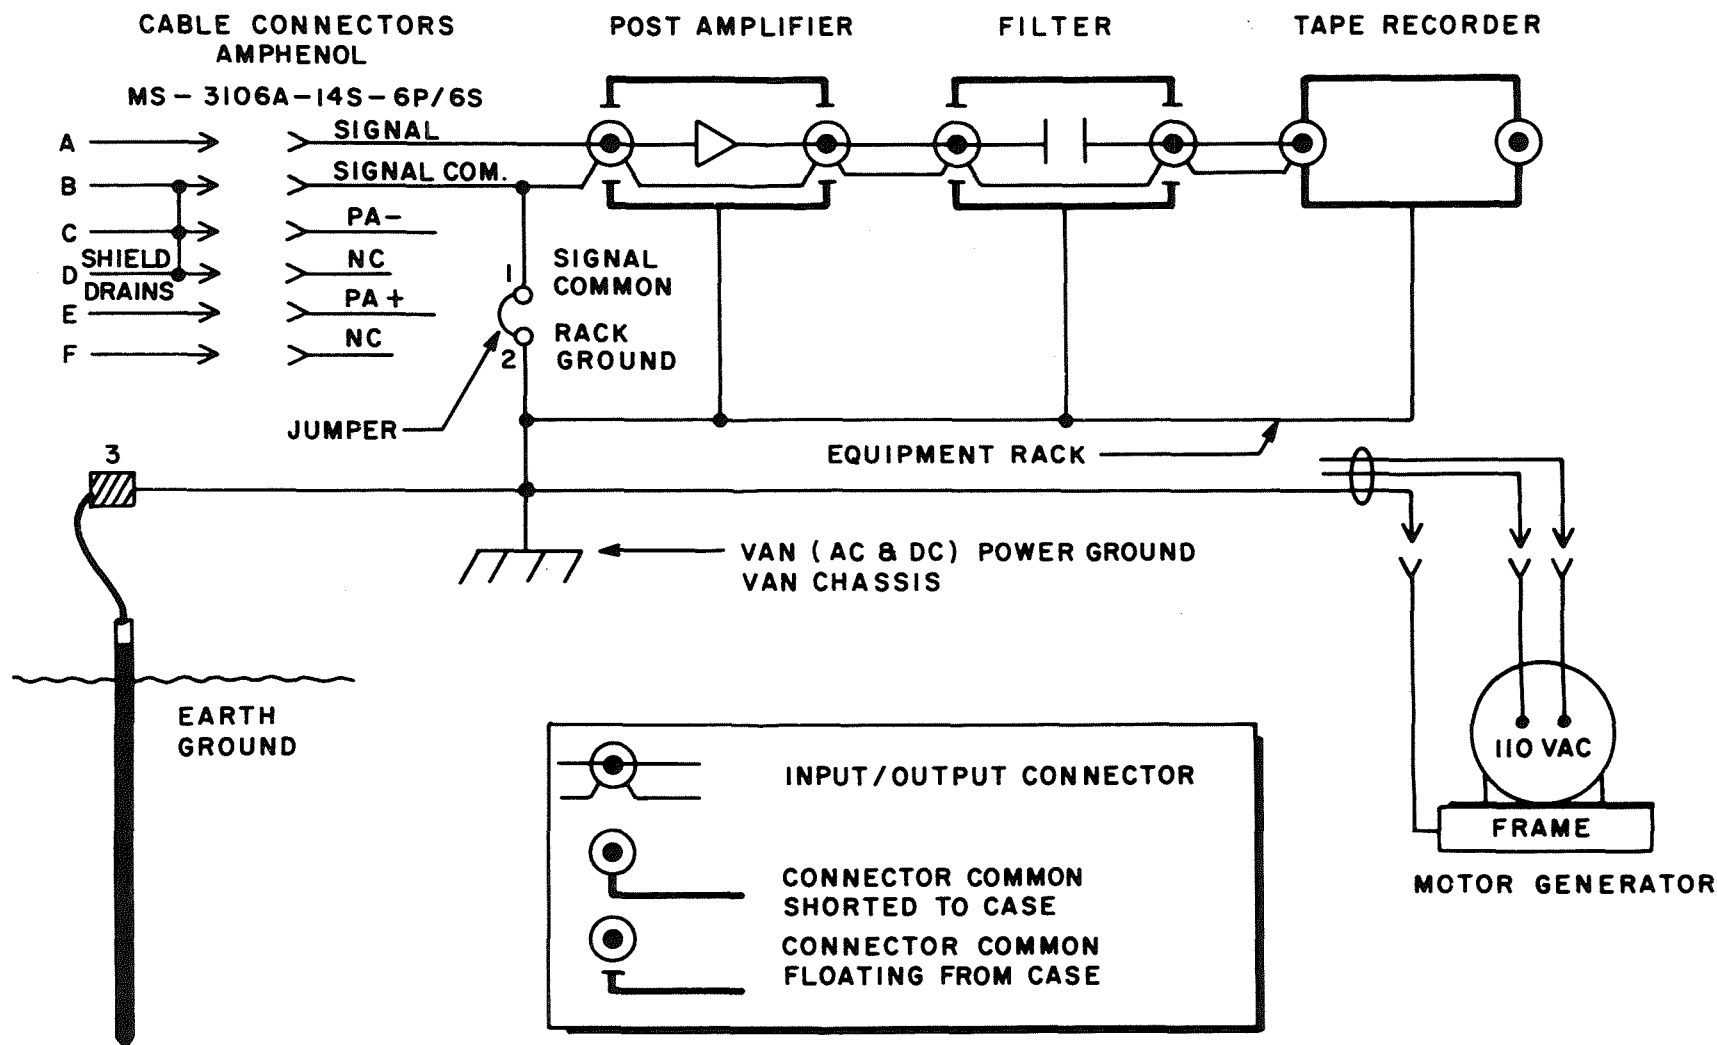 CABLE CONNECTORS
AMPHENOL
MS - 3106A-14S-6P/6S
POST AMPLIFIER
FILTER
TAPE RECORDER
A
SIGNAL
B
SIGNAL COM.
C
PA-
D
SHIELD
DRAINS
NC
E
PA+
F
NC
1
SIGNAL
COMMON
2
RACK
GROUND
JUMPER
EQUIPMENT RACK
3
VAN (AC & DC) POWER GROUND
VAN CHASSIS
EARTH
GROUND
110 VAC
FRAME
MOTOR GENERATOR
INPUT/OUTPUT CONNECTOR
CONNECTOR COMMON
SHORTED TO CASE
CONNECTOR COMMON
FLOATING FROM CASE